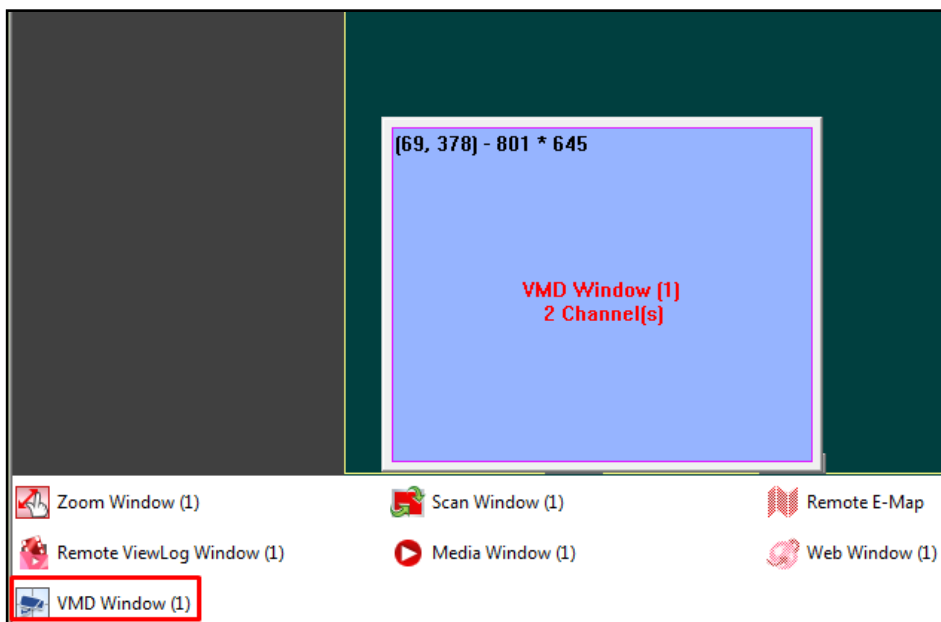 (69, 378) - 801 * 645
VMD Window (1)
2 Channel(s)
Zoom Window (1)
Scan Window (1)
Remote E-Map
Remote ViewLog Window (1)
Media Window (1)
Web Window (1)
VMD Window (1)